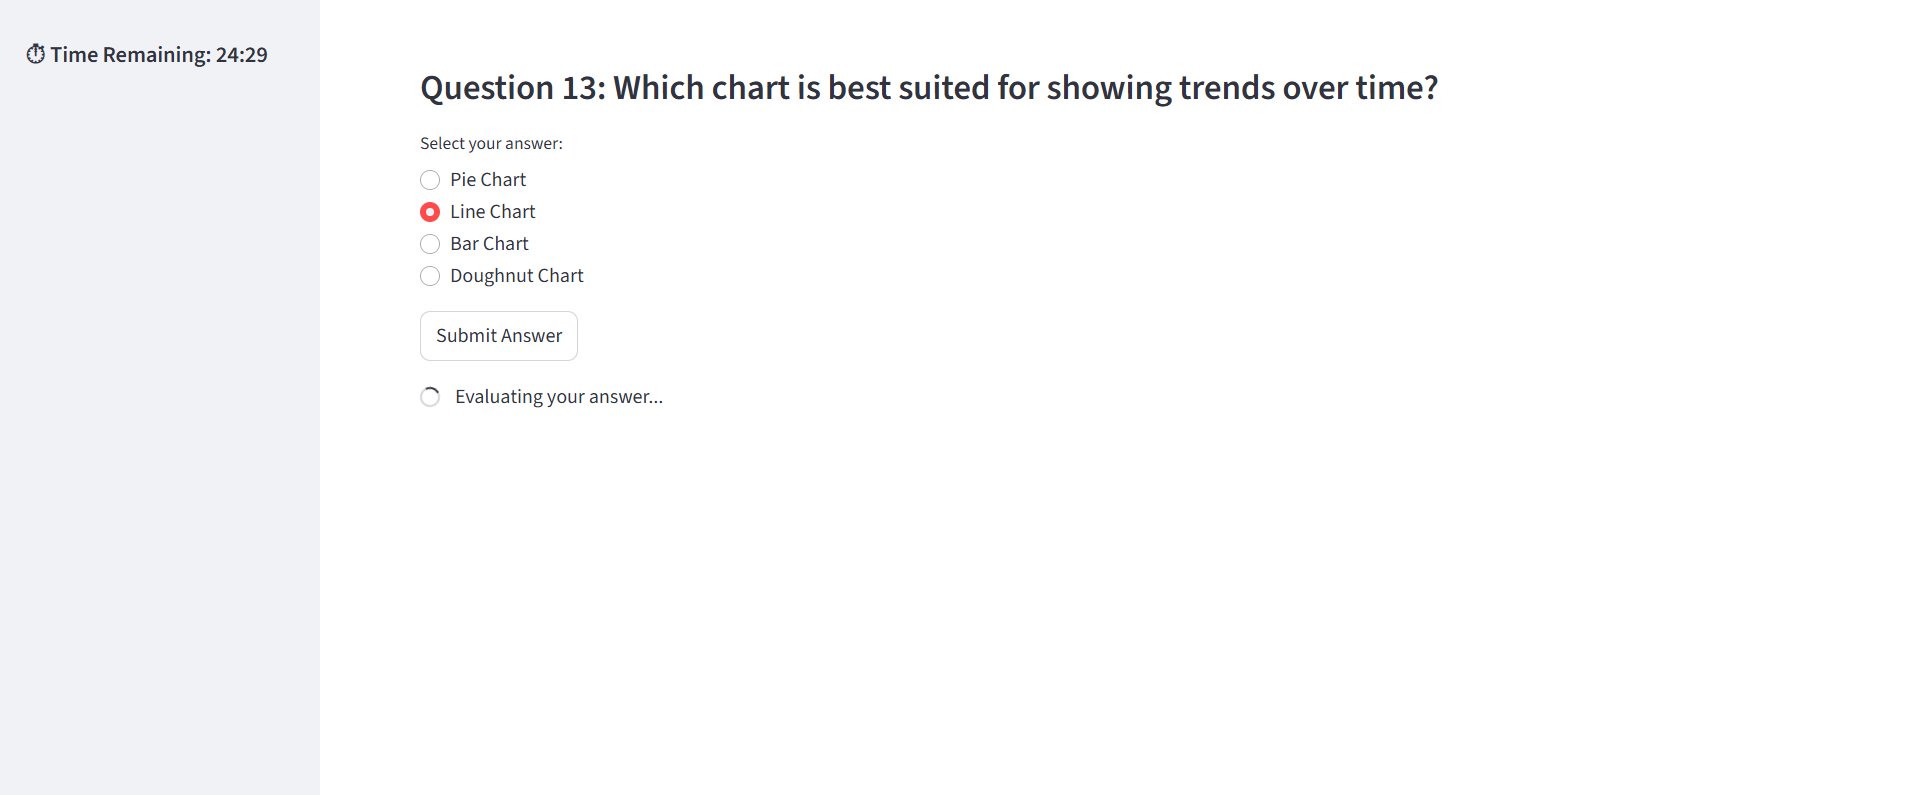 ⏱ Time Remaining: 24:29
Question 13: Which chart is best suited for showing trends over time?
Select your answer:
Pie Chart
Line Chart
Bar Chart
Doughnut Chart
Submit Answer
Evaluating your answer...